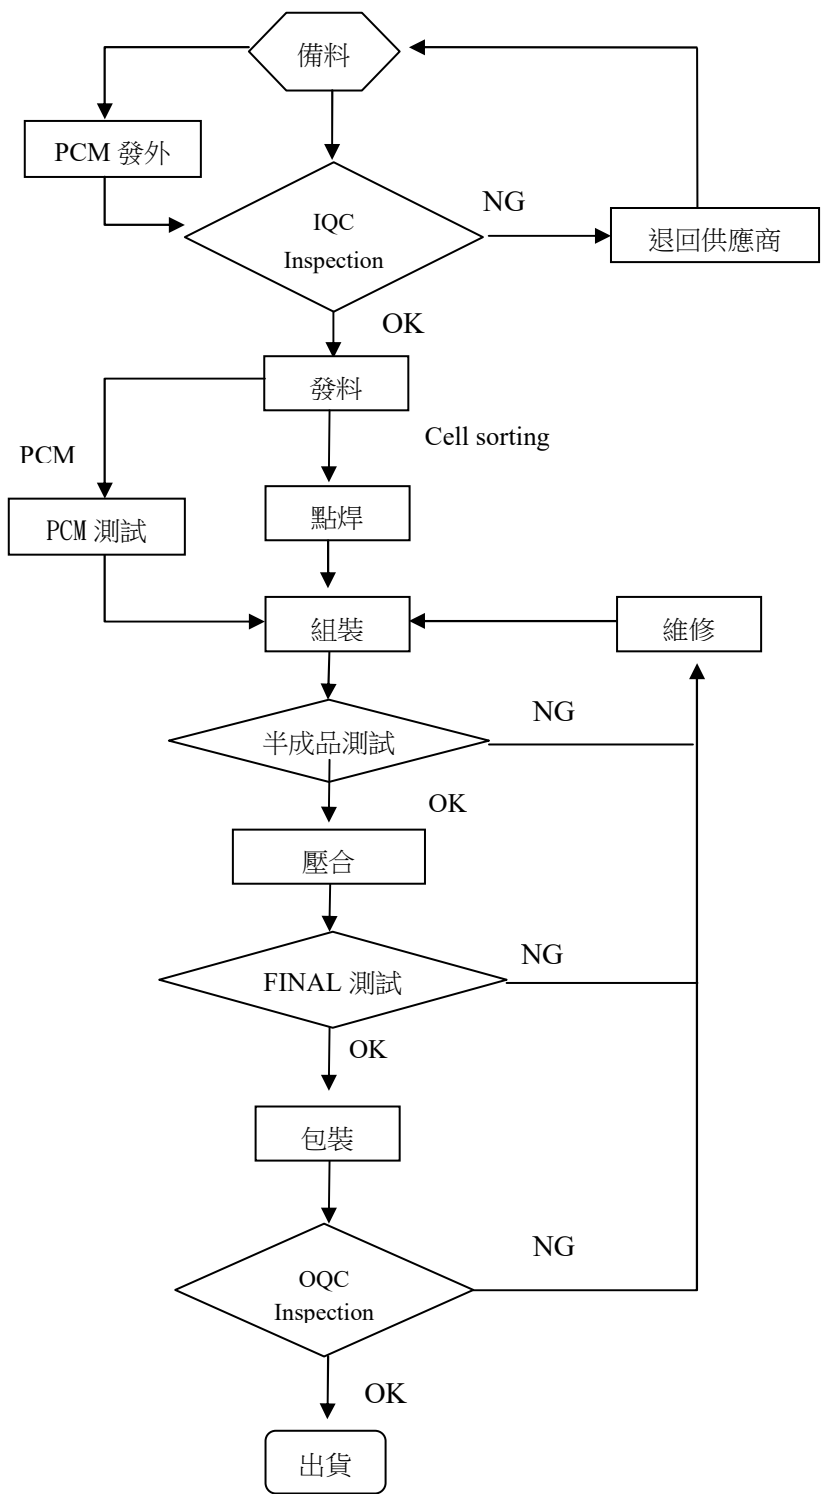 備料
PCM 發外
IQC
Inspection
NG
退回供應商
OK
發料
Cell sorting
PCM
PCM 測試
點焊
組裝
維修
半成品測試
NG
OK
壓合
FINAL 測試
NG
OK
包裝
OQC
Inspection
NG
OK
出貨